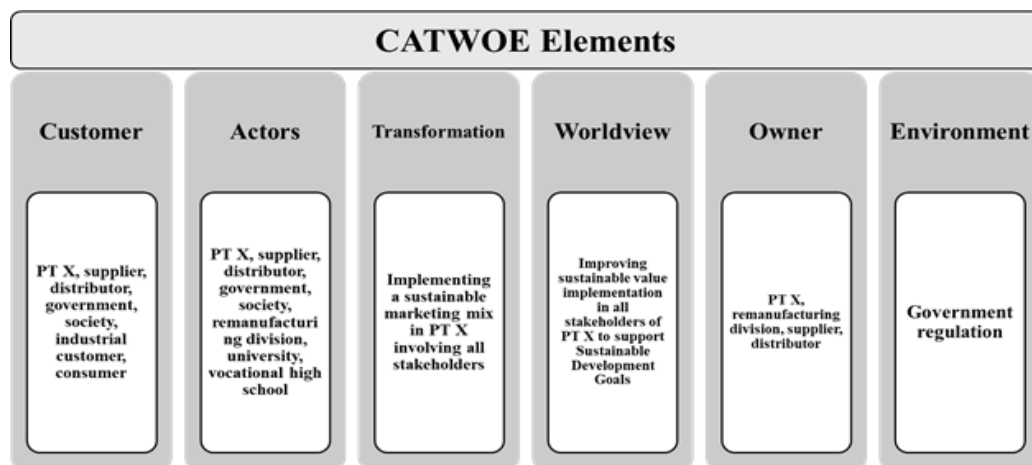 CATWOE Elements
Customer
PT X, supplier,
distributor,
government,
society,
industrial
customer,
consumer
Actors
PT X, supplier,
distributor,
government,
society,
remanufacturi
ng division,
university,
vocational high
school
Transformation
Implementing
a sustainable
marketing mix
in PT X
involving all
stakeholders
Worldview
Improving
sustainable value
implementation
in all
stakeholders of
PT X to support
Sustainable
Development
Goals
Owner
PT X,
remanufacturing
division, supplier,
distributor
Environment
Government
regulation